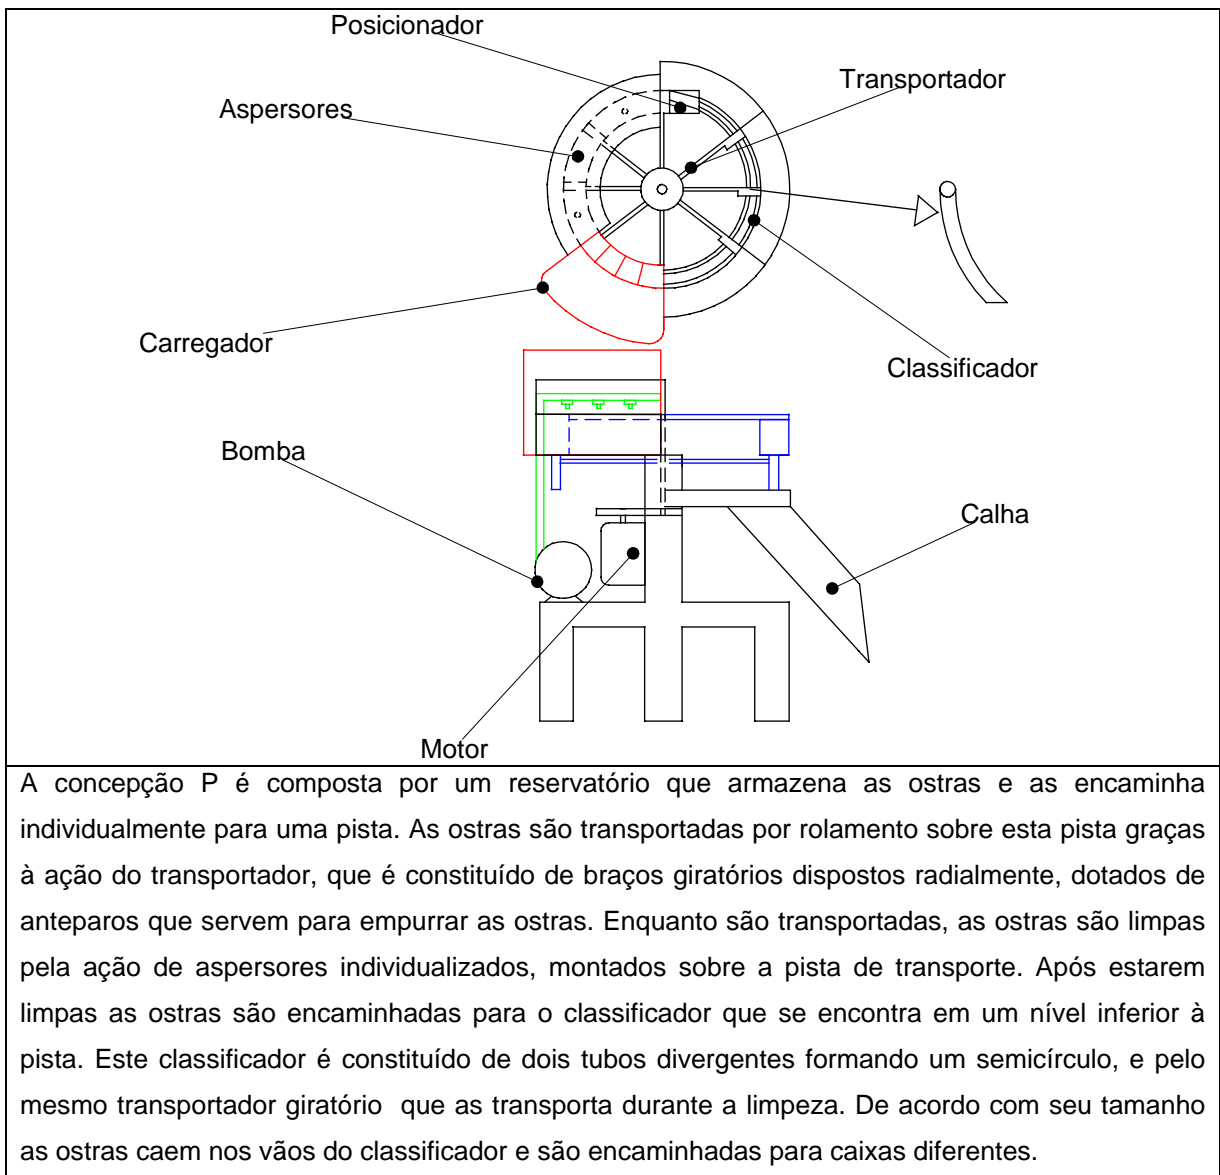 Posicionador
Transportador
Aspersores
Carregador
Classificador
Bomba
Calha
Motor
A concepção P é composta por um reservatório que armazena as ostras e as encaminha
individualmente para uma pista. As ostras são transportadas por rolamento sobre esta pista graças
à ação do transportador, que é constituído de braços giratórios dispostos radialmente, dotados de
anteparos que servem para empurrar as ostras. Enquanto são transportadas, as ostras são limpas
pela ação de aspersores individualizados, montados sobre a pista de transporte. Após estarem
limpas as ostras são encaminhadas para o classificador que se encontra em um nível inferior à
pista. Este classificador é constituído de dois tubos divergentes formando um semicírculo, e pelo
mesmo transportador giratório que as transporta durante a limpeza. De acordo com seu tamanho
as ostras caem nos vãos do classificador e são encaminhadas para caixas diferentes.